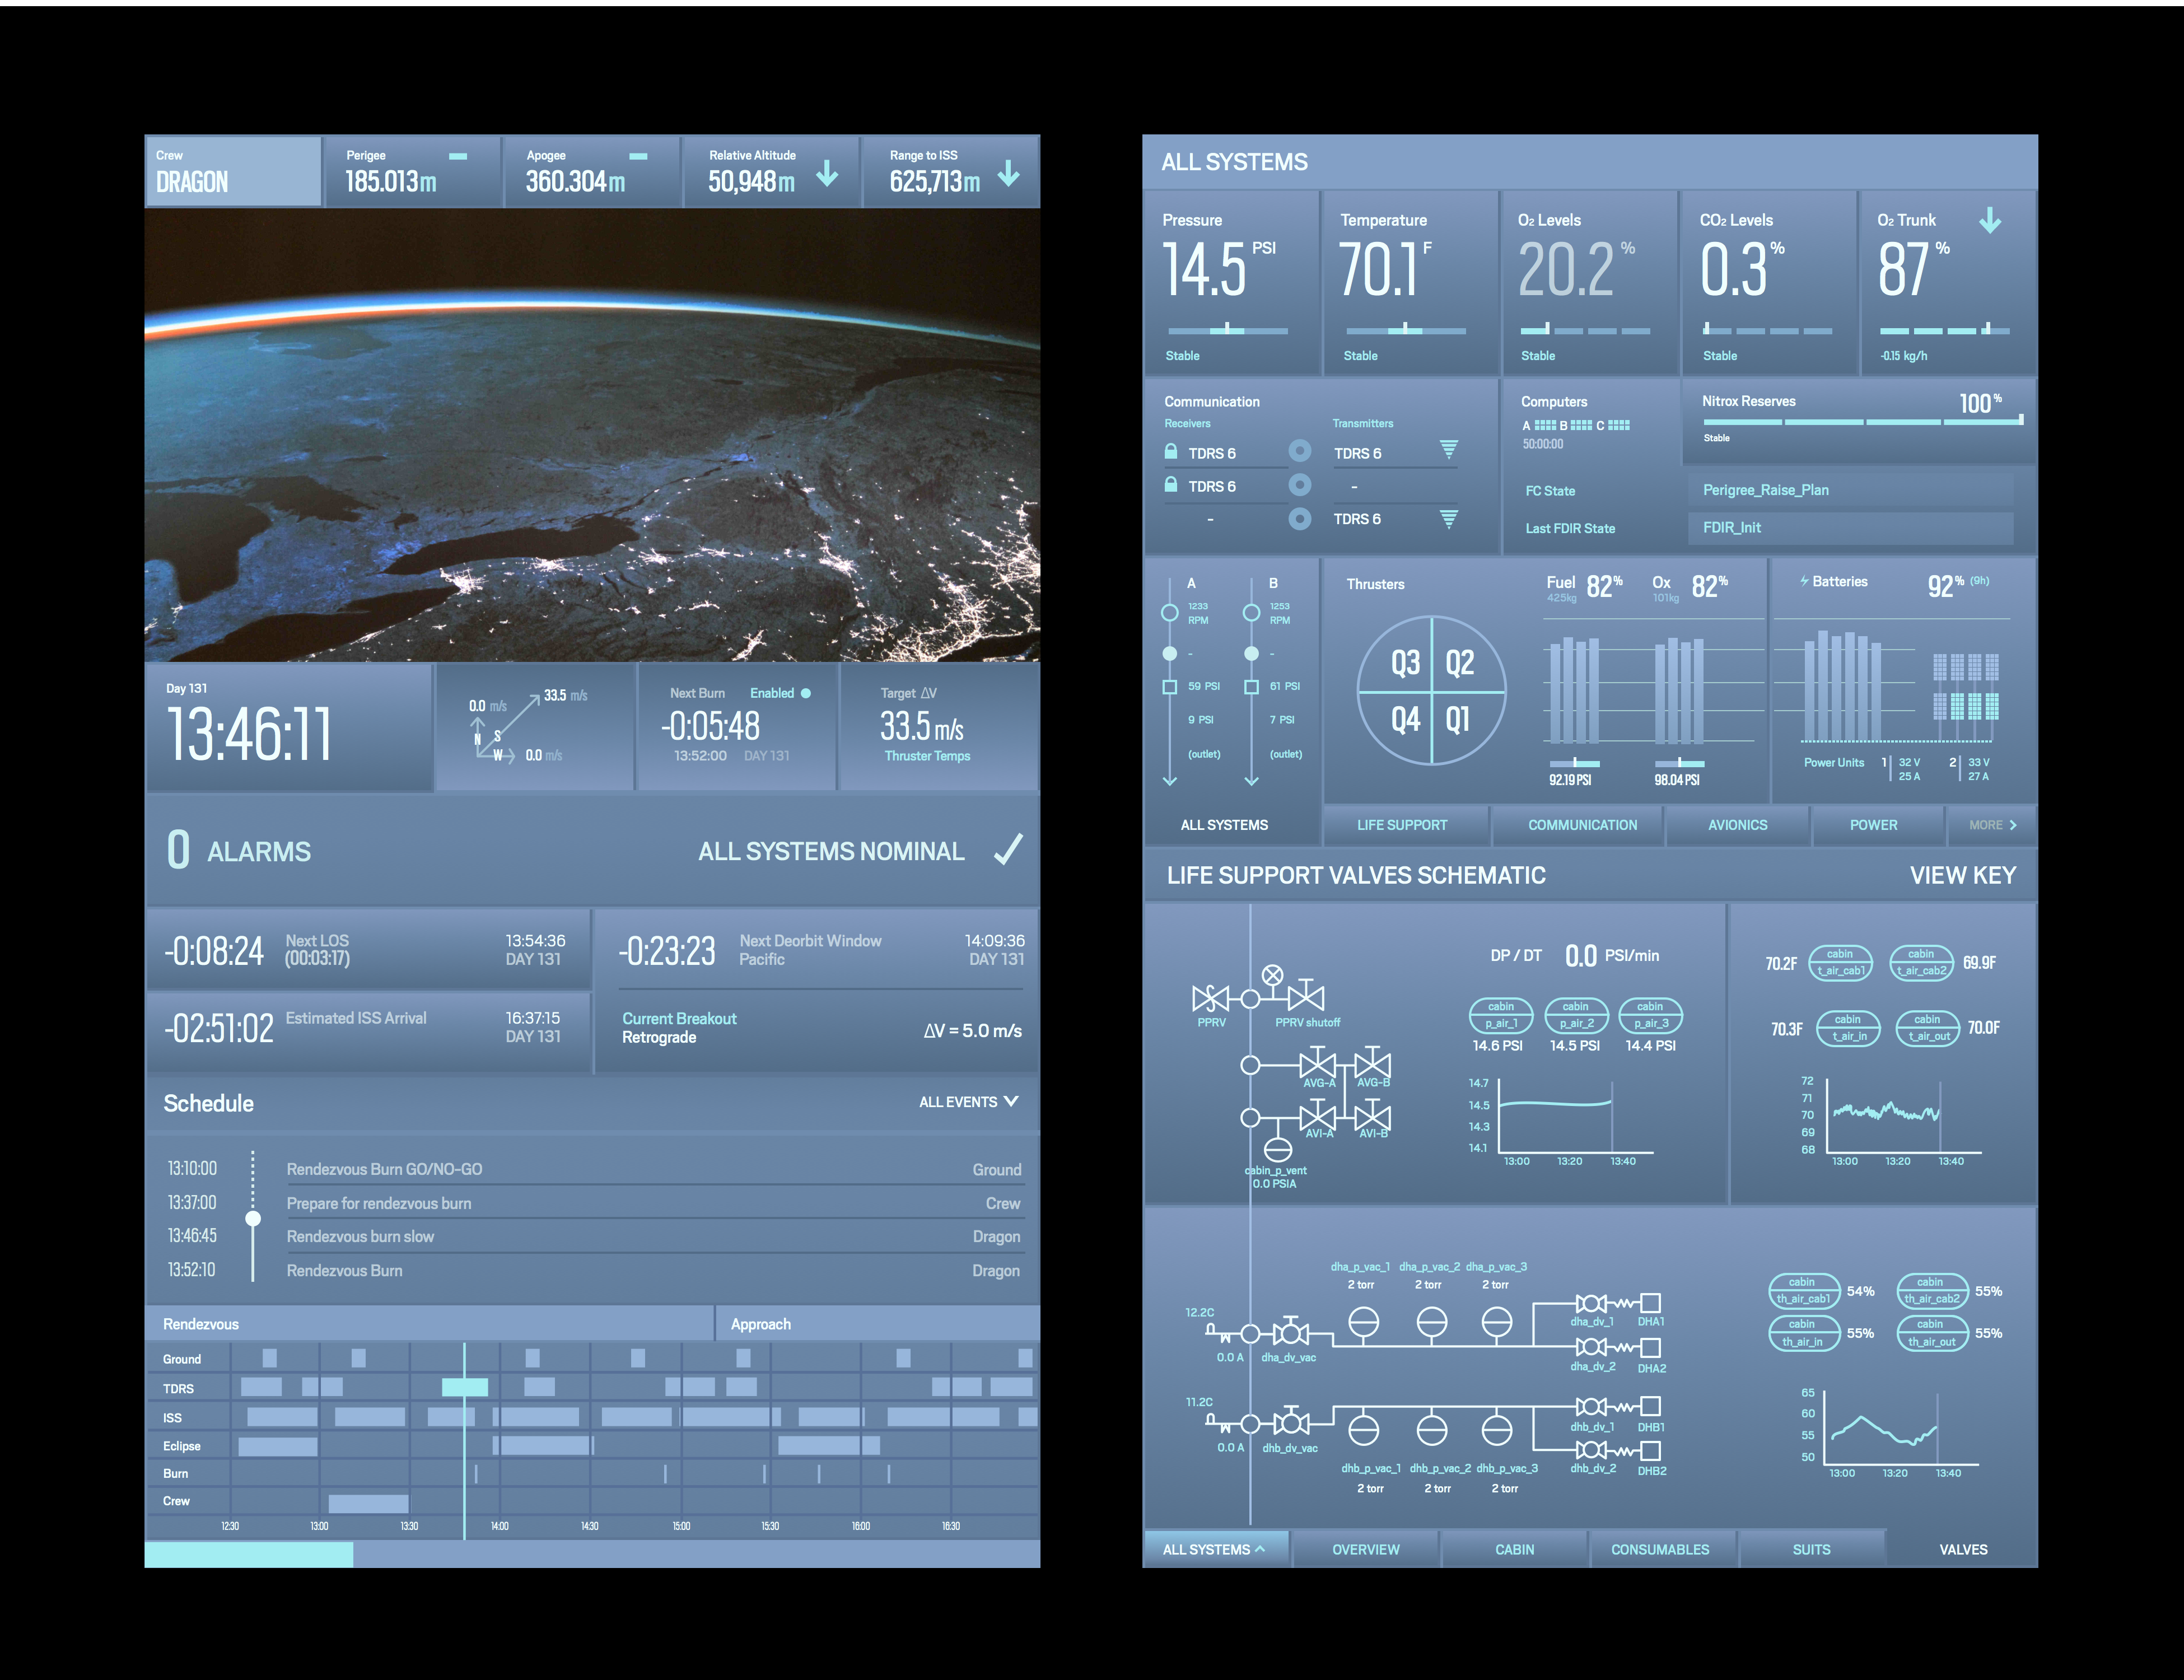 Crew
DRAGON
Perigee
185.013m
Apogee
360.304m
Relative Altitude
50,948m
Range to ISS
625,713m
Day 131
13:46:11
33.5 m/s
0.0 m/s
N S
W 0.0 m/s
Next Burn Enabled
-0:05:48
13:52:00 DAY 131
Target ΔV
33.5 m/s
Thruster Temps
0 ALARMS
ALL SYSTEMS NOMINAL
-0:08:24 Next LOS 13:54:36
(00:03:17) DAY 131
-02:51:02 Estimated ISS Arrival 16:37:15
DAY 131
-0:23:23 Next Deorbit Window 14:09:36
Pacific DAY 131
Current Breakout
Retrograde
ΔV = 5.0 m/s
Schedule
ALL EVENTS
13:10:00 Rendezvous Burn GO/NO-GO Ground
13:37:00 Prepare for rendezvous burn Crew
13:46:45 Rendezvous burn slow Dragon
13:52:10 Rendezvous Burn Dragon
Rendezvous Approach
Ground
TDRS
ISS
Eclipse
Burn
Crew
12:30 13:00 13:30 14:00 14:30 15:00 15:30 16:00 16:30
ALL SYSTEMS
Pressure
14.5 PSI
Stable
Temperature
70.1 F
Stable
O2 Levels
20.2 %
Stable
CO2 Levels
0.3 %
Stable
O2 Trunk
87 %
-0.15 kg/h
Communication
Receivers Transmitters
TDRS 6 TDRS 6
TDRS 6 -
- TDRS 6
Computers
A B C
50:00:00
Nitrox Reserves 100%
Stable
FC State Perigree_Raise_Plan
Last FDIR State FDIR_Init
A B
1233 1253
RPM RPM
- -
59 PSI 61 PSI
9 PSI 7 PSI
(outlet) (outlet)
Thrusters
Q3 Q2
Q4 Q1
Fuel 82% Ox 82%
425kg 101kg
92.19 PSI 98.04 PSI
Batteries 92% (9h)
Power Units 1 32 V 2 33 V
25 A 27 A
ALL SYSTEMS LIFE SUPPORT COMMUNICATION AVIONICS POWER MORE
LIFE SUPPORT VALVES SCHEMATIC VIEW KEY
PPRV PPRV shutoff
AVG-A AVG-B
AVI-A AVI-B
cabin_p_vent
0.0 PSIA
DP / DT 0.0 PSI/min
cabin cabin cabin
p_air_1 p_air_2 p_air_3
14.6 PSI 14.5 PSI 14.4 PSI
14.7
14.5
14.3
14.1
13:00 13:20 13:40
70.2F cabin cabin 69.9F
t_air_cab1 t_air_cab2
70.3F cabin cabin 70.0F
t_air_in t_air_out
72
71
70
69
68
13:00 13:20 13:40
dha_p_vac_1 dha_p_vac_2 dha_p_vac_3
2 torr 2 torr 2 torr
12.2C
0.0 A dha_dv_vac
dha_dv_1 DHA1
dha_dv_2 DHA2
11.2C
0.0 A dhb_dv_vac
dhb_dv_1 DHB1
dhb_dv_2 DHB2
dhb_p_vac_1 dhb_p_vac_2 dhb_p_vac_3
2 torr 2 torr 2 torr
cabin 54% cabin 55%
th_air_cab1 th_air_cab2
cabin 55% cabin 55%
th_air_in th_air_out
65
60
55
50
13:00 13:20 13:40
ALL SYSTEMS OVERVIEW CABIN CONSUMABLES SUITS VALVES